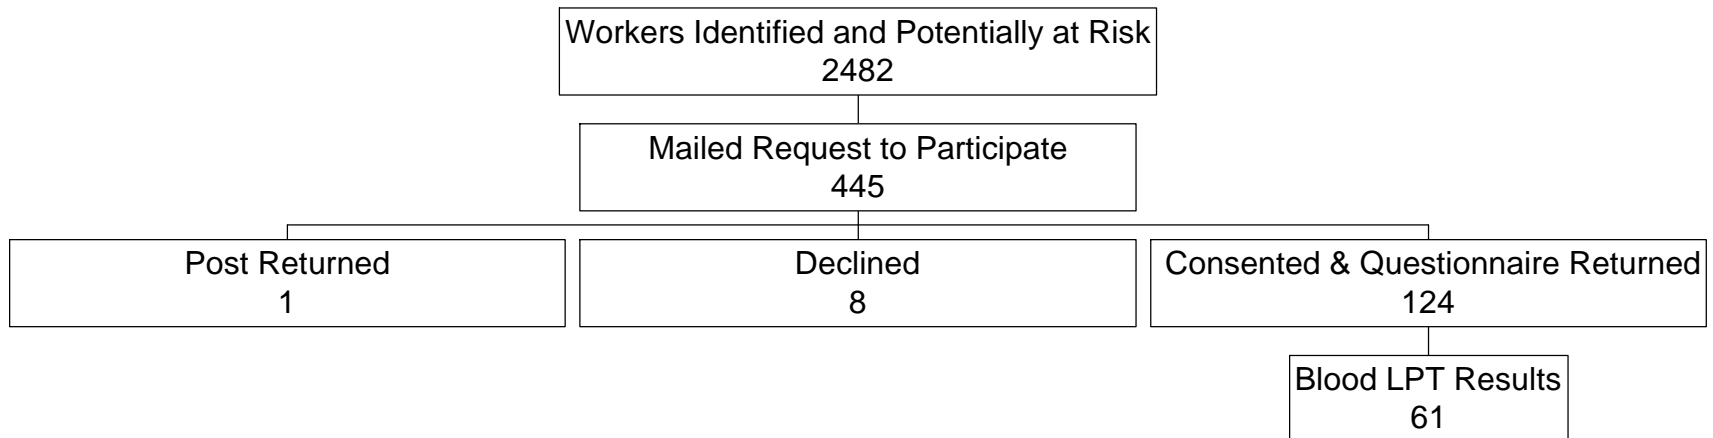 Workers Identified and Potentially at Risk
2482
Mailed Request to Participate
445
Post Returned
1
Declined
8
Consented & Questionnaire Returned
124
Blood LPT Results
61